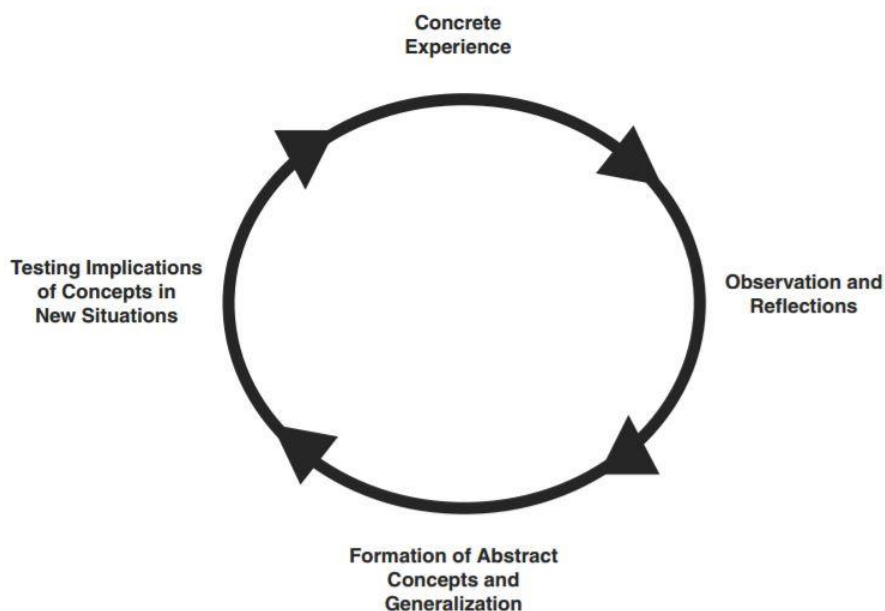 Concrete
Experience
Testing Implications
of Concepts in
New Situations
Observation and
Reflections
Formation of Abstract
Concepts and
Generalization